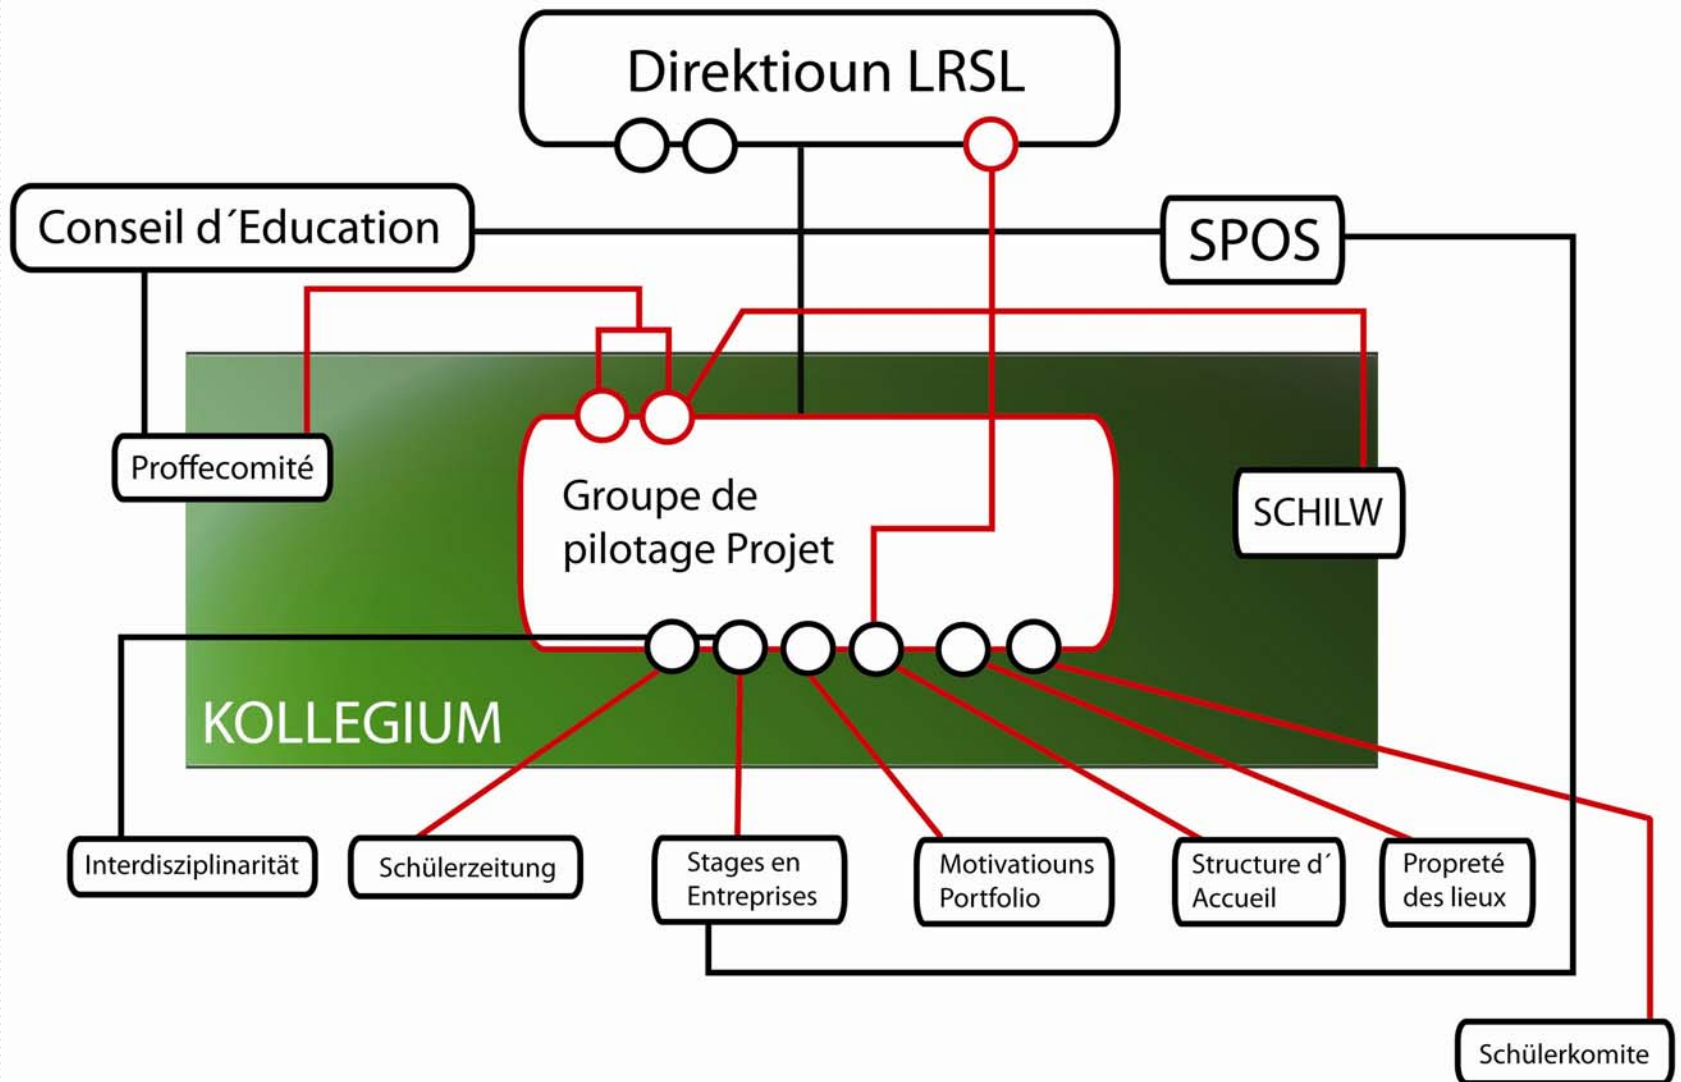 Direktioun LRSL
Conseil d´Education
SPOS
Proffecomité
Groupe de
pilotage Projet
SCHILW
KOLLEGIUM
Interdisziplinarität
Schülerzeitung
Stages en
Entreprises
Motivatiouns
Portfolio
Structure d´
Accueil
Propreté
des lieux
Schülerkomite